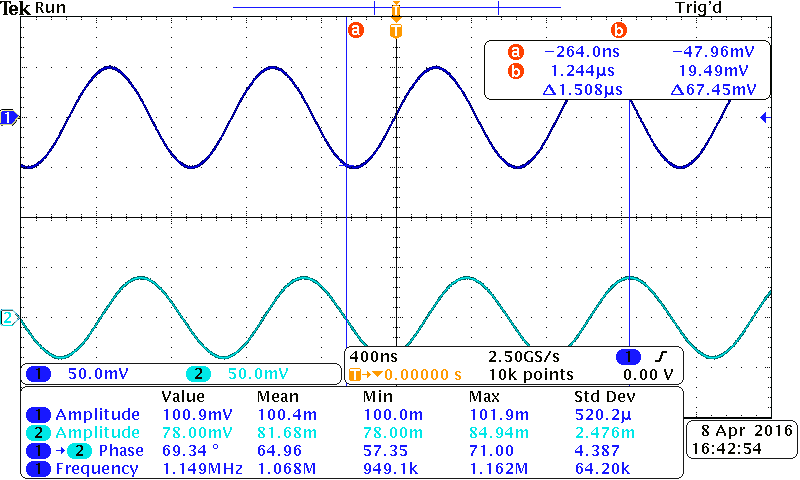 Tek Run Trig'd
T
a T b
a −264.0ns −47.96mV
b 1.244µs 19.49mV
Δ1.508µs Δ67.45mV
1
2
1 50.0mV 2 50.0mV
400ns 2.50GS/s 1
T→▼0.00000 s 10k points 0.00 V
Value Mean Min Max Std Dev
1 Amplitude 100.9mV 100.4m 100.0m 101.9m 520.2µ
2 Amplitude 78.00mV 81.68m 78.00m 84.94m 2.476m
1 → 2 Phase 69.34 ° 64.96 57.35 71.00 4.387
1 Frequency 1.149MHz 1.068M 949.1k 1.162M 64.20k
8 Apr 2016
16:42:54